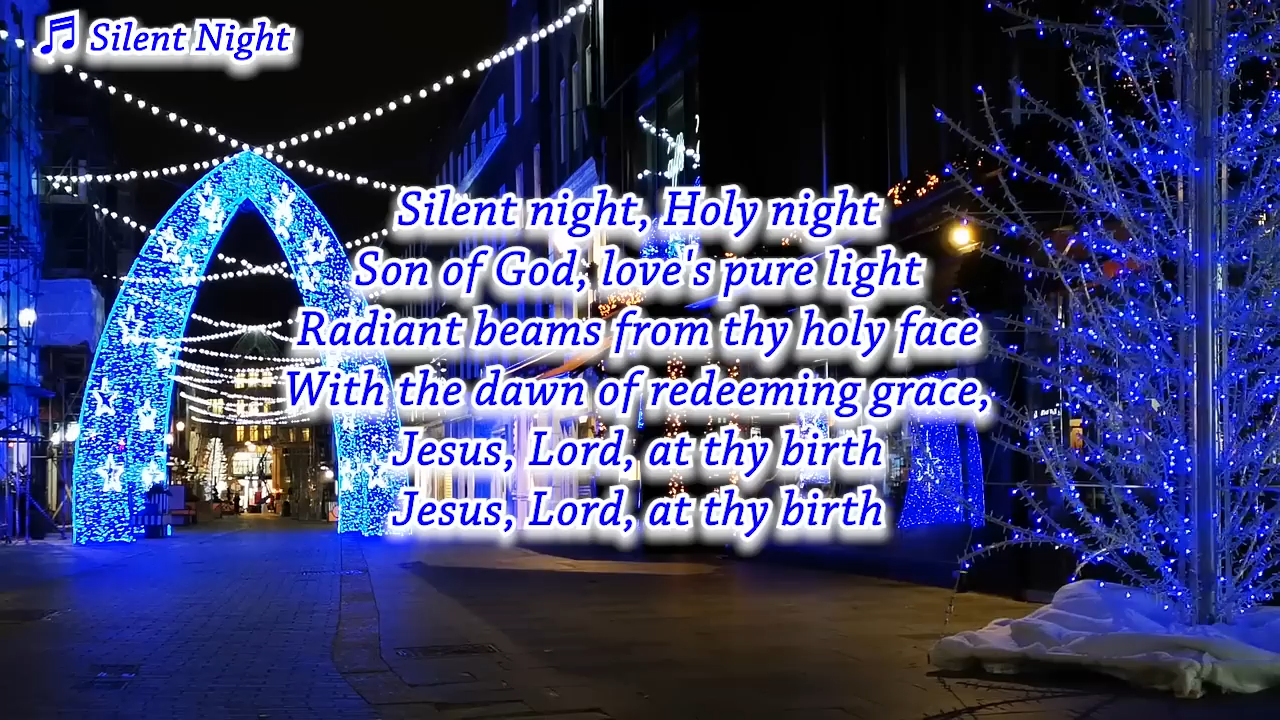 Silent Night
Silent night, Holy night
Son of God, love's pure light
Radiant beams from thy holy face
With the dawn of redeeming grace,
Jesus, Lord, at thy birth
Jesus, Lord, at thy birth